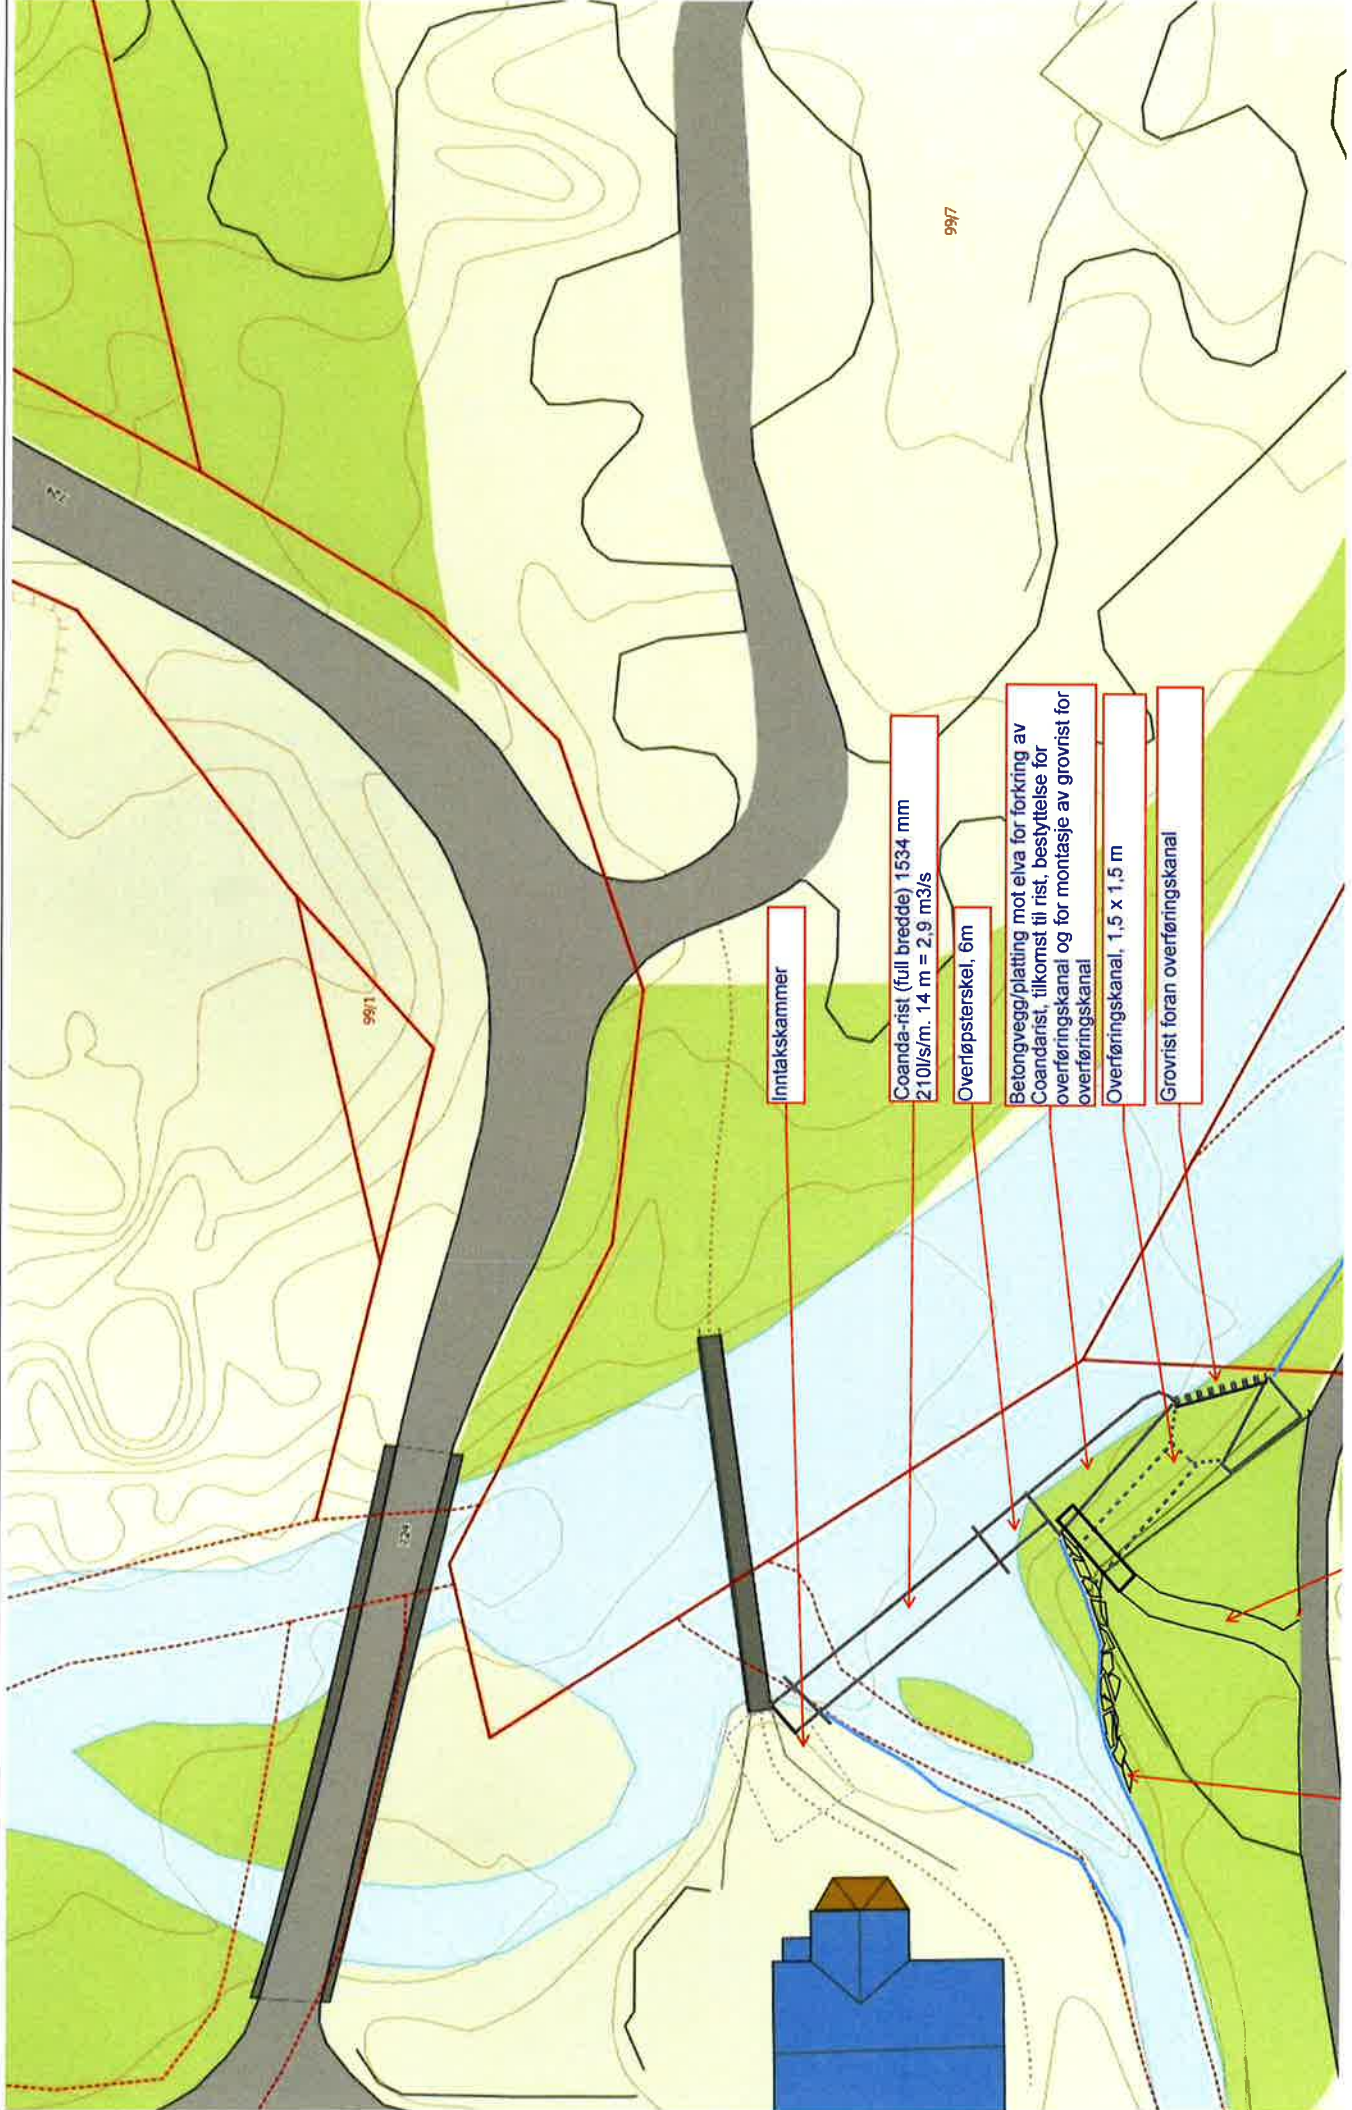 Inntakskammer
Coanda-rist (full bredde) 1534 mm
210l/s/m. 14 m = 2,9 m3/s
Overløpsterskel, 6m
Betongvegg/platting mot elva for forkring av
Coandarist, tilkomst til rist, bestyttelse for
overføringskanal og for montasje av grovrist for
overføringskanal
Overføringskanal, 1,5 x 1,5 m
Grovrist foran overføringskanal
99/7
99/1
724
724